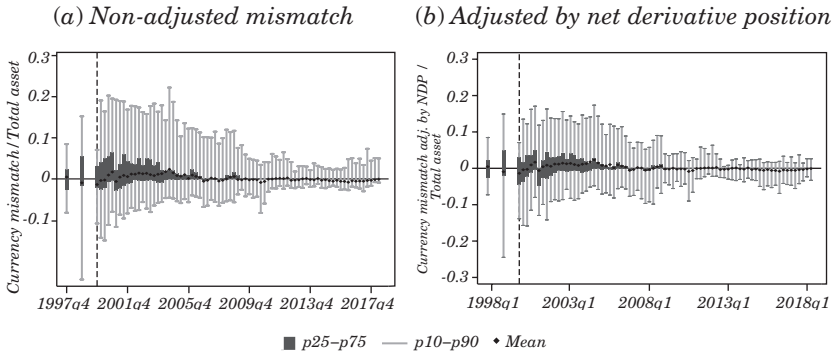 (a) Non-adjusted mismatch
Currency mismatch/Total asset
0.3
0.2
0.1
0
-0.1
1997q4 2001q4 2005q4 2009q4 2013q4 2017q4
(b) Adjusted by net derivative position
Currency mismatch adj. by NDP /
Total asset
0.3
0.2
0.1
0
-0.1
-0.2
-0.3
1998q1 2003q1 2008q1 2013q1 2018q1
p25–p75 p10–p90 Mean